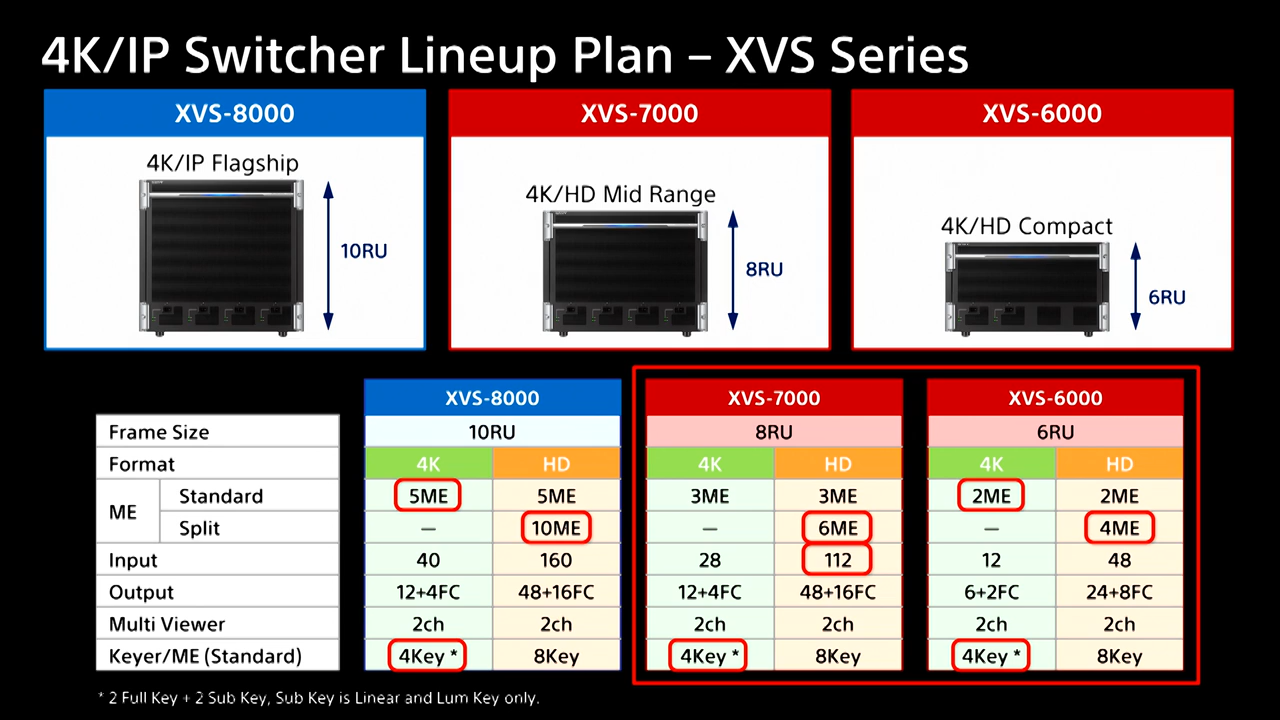 4K/IP Switcher Lineup Plan – XVS Series
XVS-8000
XVS-7000
XVS-6000
4K/IP Flagship
10RU
4K/HD Mid Range
8RU
4K/HD Compact
6RU
XVS-8000 XVS-7000 XVS-6000
Frame Size 10RU 8RU 6RU
Format 4K HD 4K HD 4K HD
ME
Standard 5ME 5ME 3ME 3ME 2ME 2ME
Split — 10ME — 6ME — 4ME
Input 40 160 28 112 12 48
Output 12+4FC 48+16FC 12+4FC 48+16FC 6+2FC 24+8FC
Multi Viewer 2ch 2ch 2ch 2ch 2ch 2ch
Keyer/ME (Standard) 4Key * 8Key 4Key * 8Key 4Key * 8Key
* 2 Full Key + 2 Sub Key, Sub Key is Linear and Lum Key only.